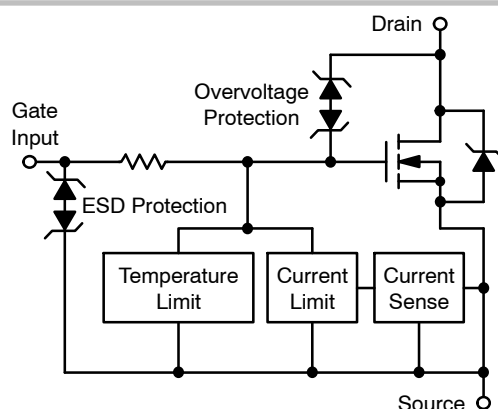 Drain
Overvoltage
Protection
Gate
Input
ESD Protection
Temperature
Limit
Current
Limit
Current
Sense
Source